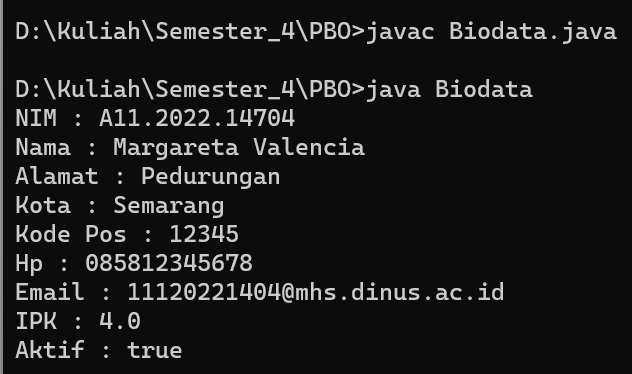 D:\Kuliah\Semester_4\PBO>javac Biodata.java
D:\Kuliah\Semester_4\PBO>java Biodata
NIM : A11.2022.14704
Nama : Margareta Valencia
Alamat : Pedurungan
Kota : Semarang
Kode Pos : 12345
Hp : 085812345678
Email : 11120221404@mhs.dinus.ac.id
IPK : 4.0
Aktif : true